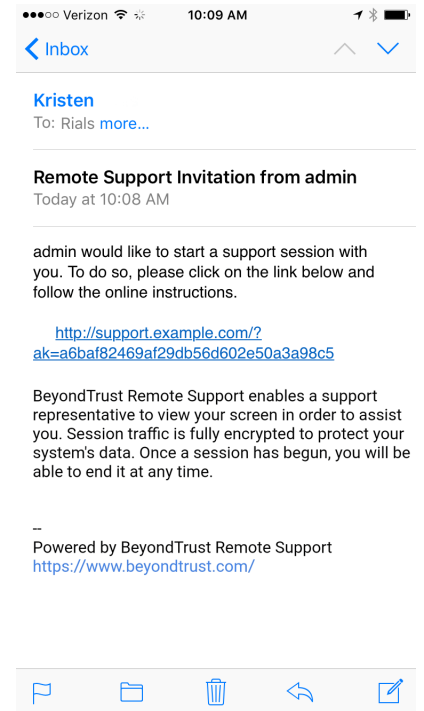 Verizon 10:09 AM
Inbox
Kristen
To: Rials more...
Remote Support Invitation from admin
Today at 10:08 AM
admin would like to start a support session with
you. To do so, please click on the link below and
follow the online instructions.
http://support.example.com/?
ak=a6baf82469af29db56d602e50a3a98c5
BeyondTrust Remote Support enables a support
representative to view your screen in order to assist
you. Session traffic is fully encrypted to protect your
system's data. Once a session has begun, you will be
able to end it at any time.
--
Powered by BeyondTrust Remote Support
https://www.beyondtrust.com/